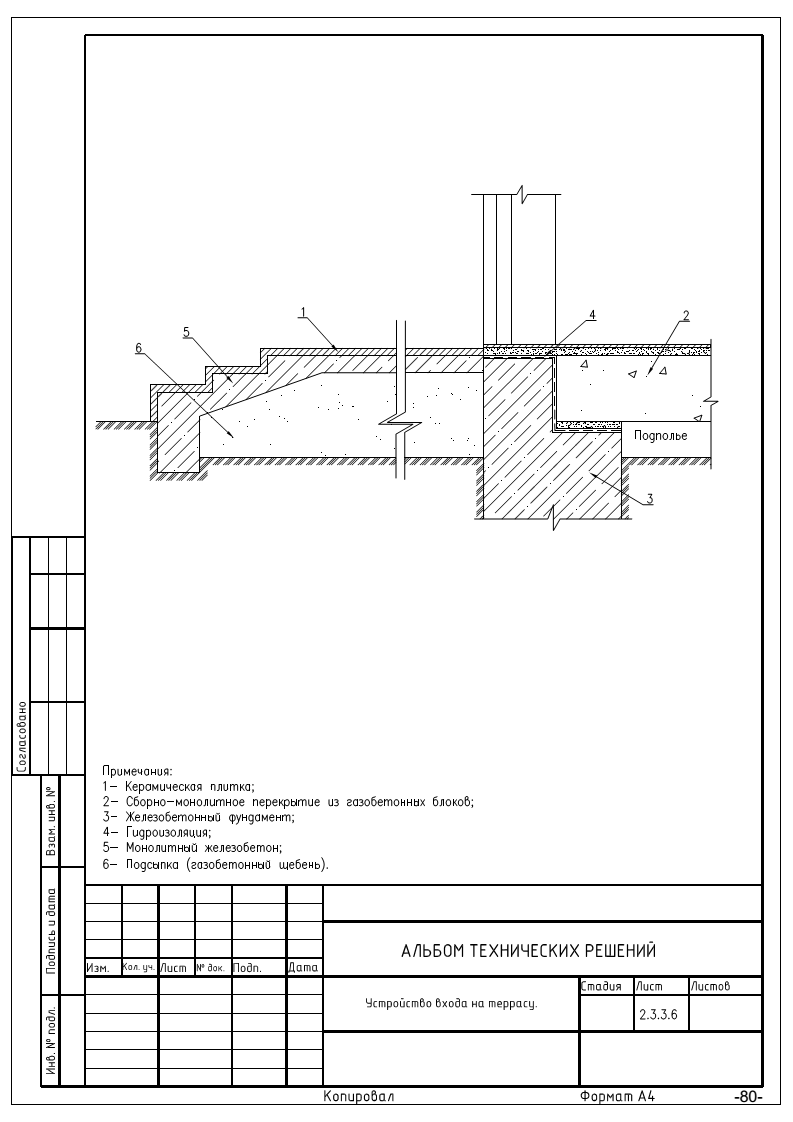 1
4
2
5
6
Подполье
3
Согласовано
Примечания:
1– Керамическая плитка;
2– Сборно-монолитное перекрытие из газобетонных блоков;
3– Железобетонный фундамент;
4– Гидроизоляция;
5– Монолитный железобетон;
6– Подсыпка (газобетонный щебень).
Взам. инв. №
Подпись и дата
Инв. № подл.
АЛЬБОМ ТЕХНИЧЕСКИХ РЕШЕНИЙ
Изм. Кол. уч. Лист № док. Подп. Дата
Устройство входа на террасу.
Стадия Лист Листов
2.3.3.6
Копировал Формат А4 -80-